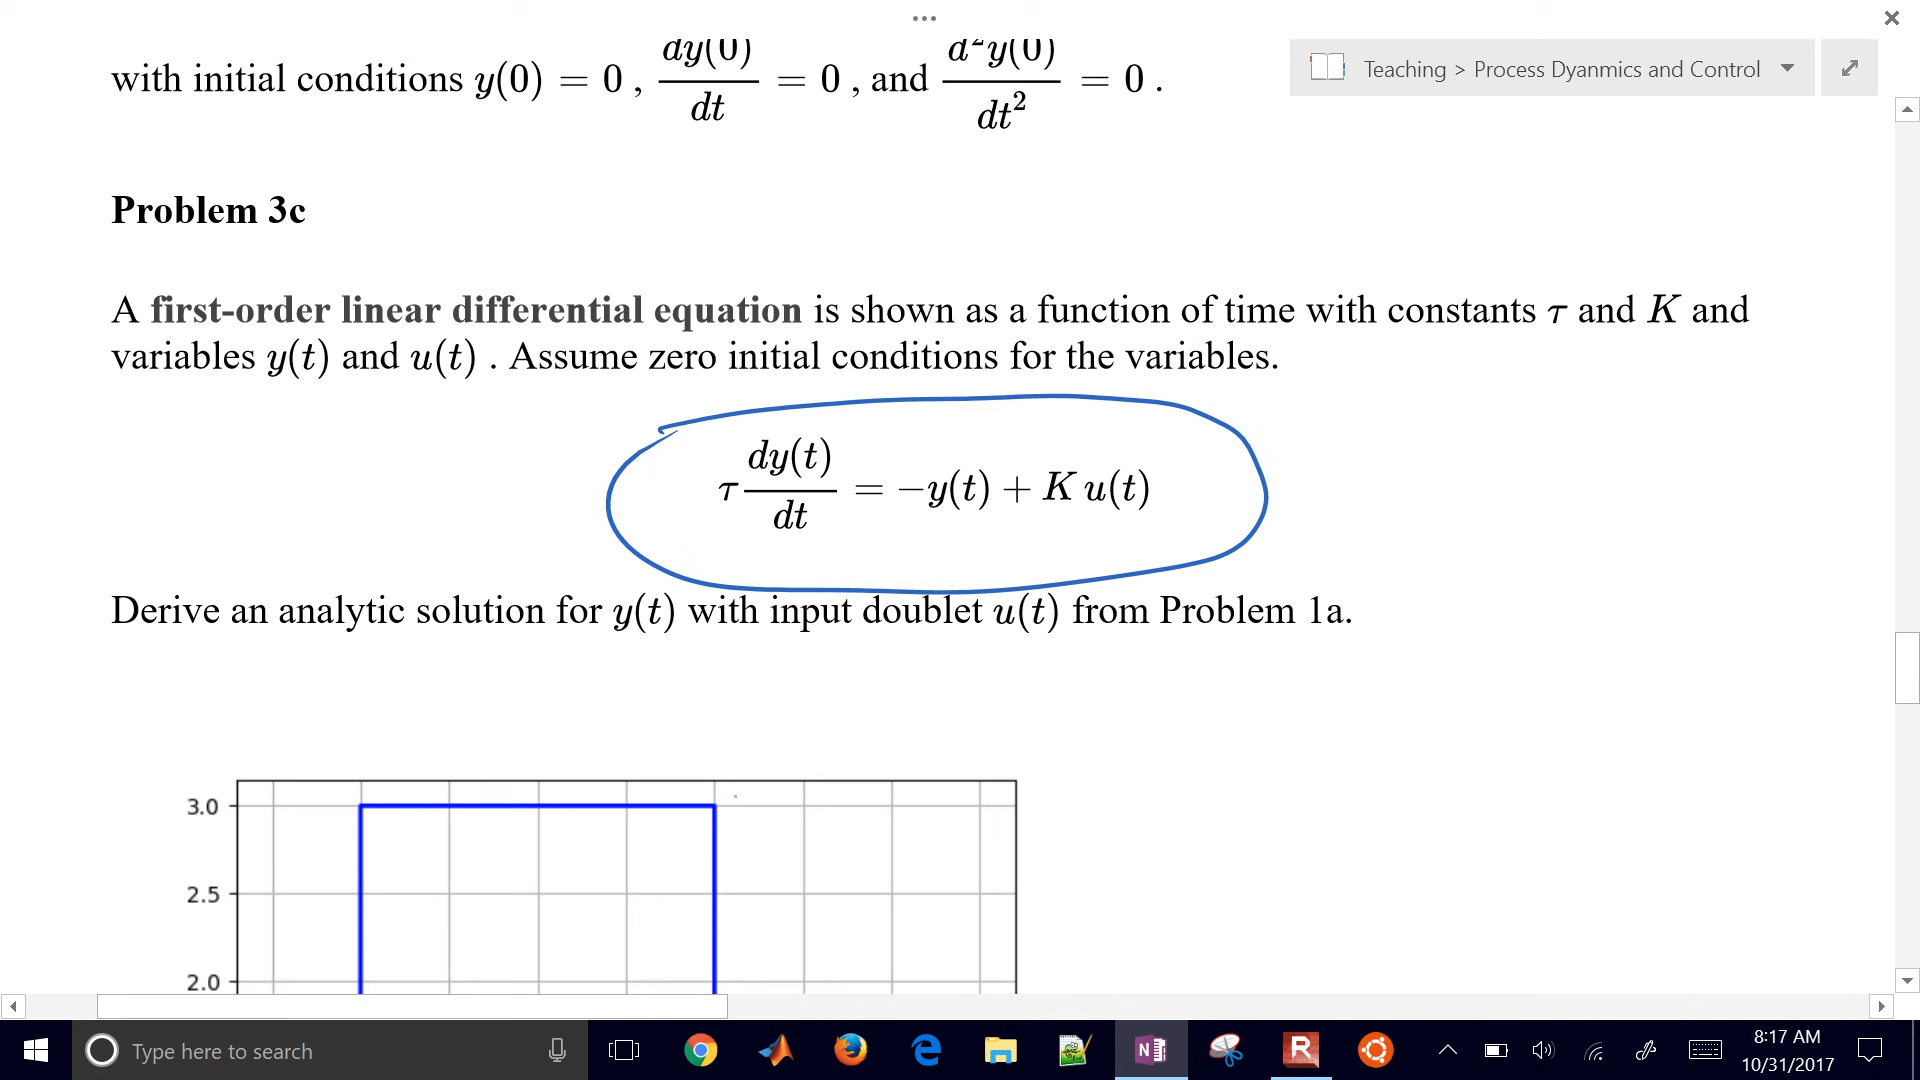 dy(0) d²y(0)
with initial conditions y(0) = 0 , ─── = 0 , and ─── = 0 .
dt dt²
Teaching > Process Dyanmics and Control
Problem 3c
A first-order linear differential equation is shown as a function of time with constants τ and K and
variables y(t) and u(t) . Assume zero initial conditions for the variables.
τ dy(t)/dt = −y(t) + K u(t)
Derive an analytic solution for y(t) with input doublet u(t) from Problem 1a.
3.0
2.5
2.0
Type here to search
8:17 AM
10/31/2017